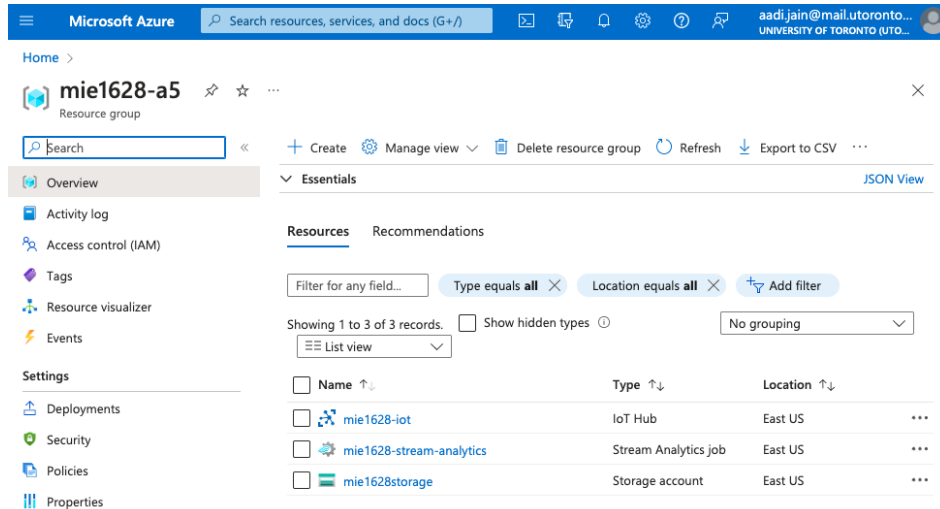 Microsoft Azure
Search resources, services, and docs (G+/)
aadi.jain@mail.utoronto...
UNIVERSITY OF TORONTO (UTO...
Home >
mie1628-a5
Resource group
Search
Overview
Activity log
Access control (IAM)
Tags
Resource visualizer
Events
Settings
Deployments
Security
Policies
Properties
Create Manage view Delete resource group Refresh Export to CSV ...
Essentials JSON View
Resources Recommendations
Filter for any field... Type equals all Location equals all Add filter
Showing 1 to 3 of 3 records. Show hidden types No grouping
List view
Name Type Location
mie1628-iot IoT Hub East US
mie1628-stream-analytics Stream Analytics job East US
mie1628storage Storage account East US